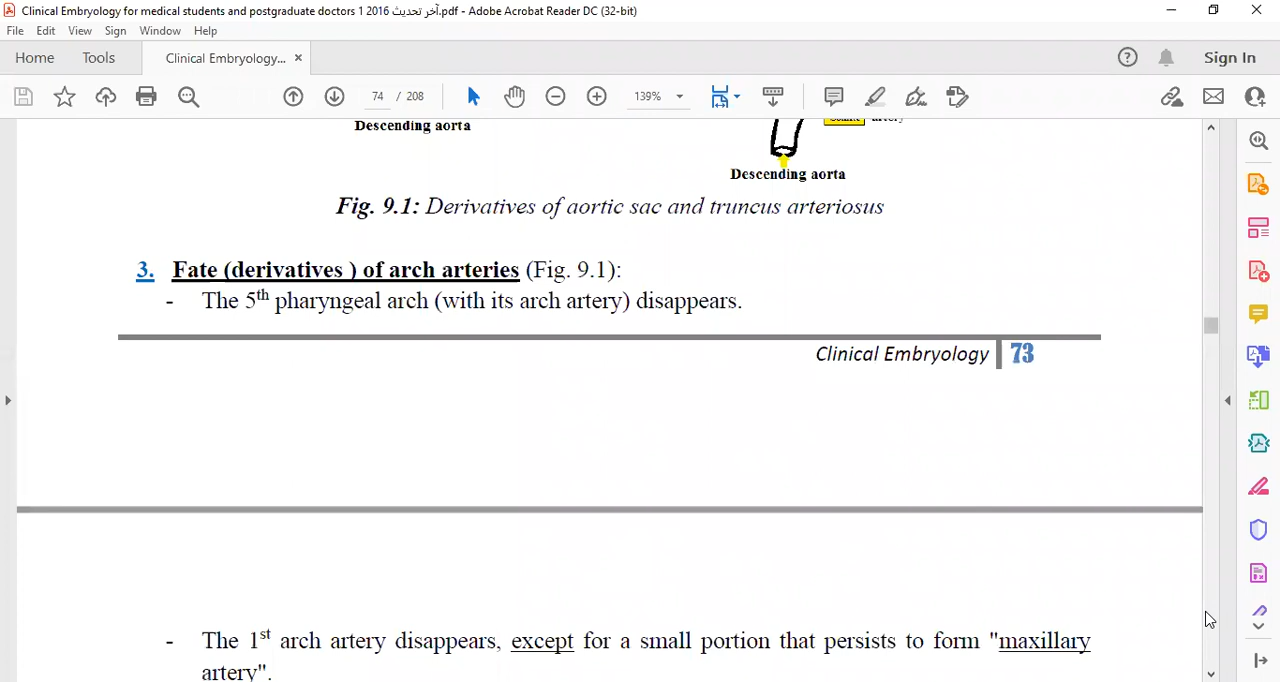 Clinical Embryology for medical students and postgraduate doctors 1 2016 آخر تحديث.pdf - Adobe Acrobat Reader DC (32-bit)
File Edit View Sign Window Help
Home Tools Clinical Embryology... × Sign In
74 / 208 139%
Descending aorta
artery
Descending aorta
Fig. 9.1: Derivatives of aortic sac and truncus arteriosus
3. Fate (derivatives ) of arch arteries (Fig. 9.1):
- The 5th pharyngeal arch (with its arch artery) disappears.
Clinical Embryology 73
- The 1st arch artery disappears, except for a small portion that persists to form "maxillary
artery".